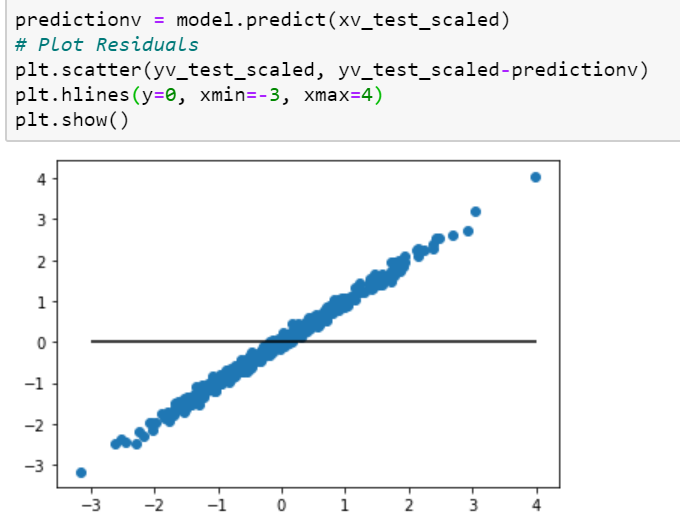 predictionv = model.predict(xv_test_scaled)
# Plot Residuals
plt.scatter(yv_test_scaled, yv_test_scaled-predictionv)
plt.hlines(y=0, xmin=-3, xmax=4)
plt.show()
4
3
2
1
0
−1
−2
−3
−3 −2 −1 0 1 2 3 4